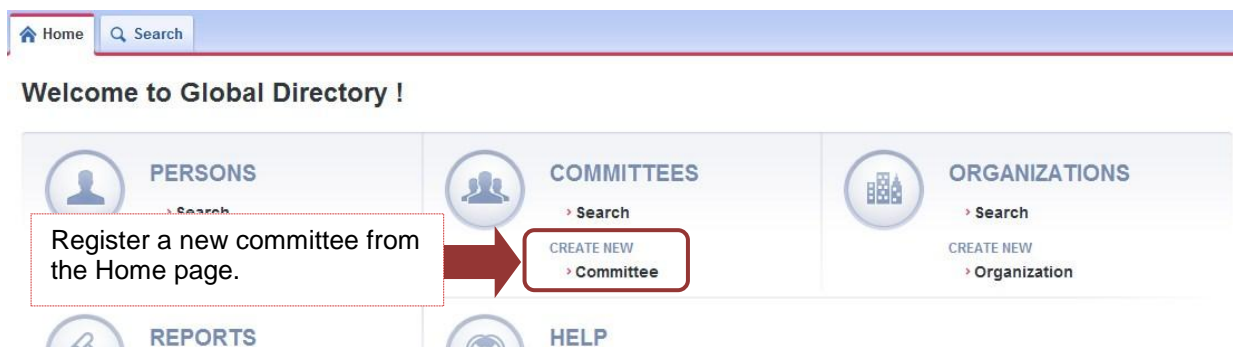 Home Search
Welcome to Global Directory !
PERSONS
› Search
Register a new committee from
the Home page.
COMMITTEES
› Search
CREATE NEW
› Committee
ORGANIZATIONS
› Search
CREATE NEW
› Organization
REPORTS
HELP